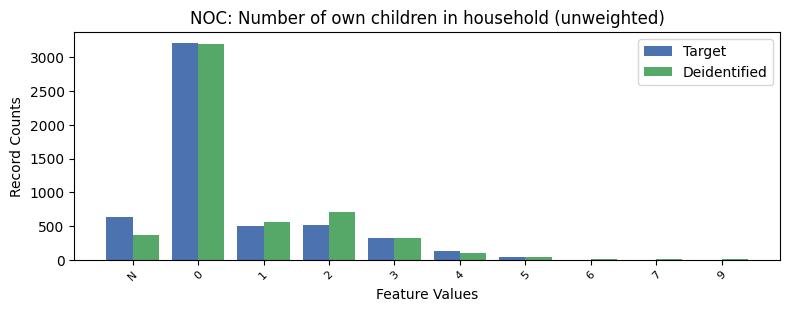 NOC: Number of own children in household (unweighted)
Target
Deidentified
Record Counts
3000
2500
2000
1500
1000
500
0
N 0 1 2 3 4 5 6 7 9
Feature Values